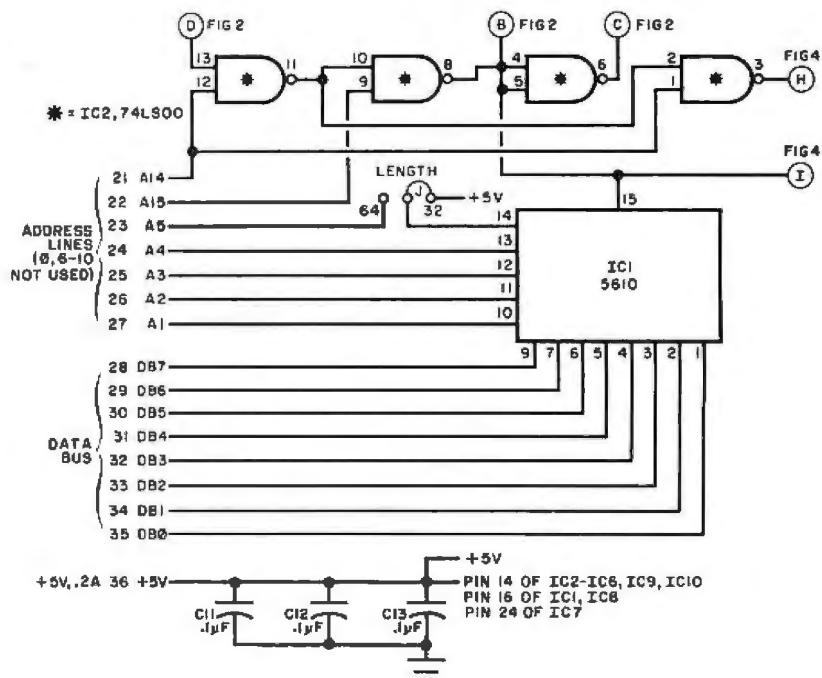 D FIG 2
B FIG 2
C FIG 2
13 12 11
10 9 8
4 5 6
2 1 3
FIG 4
H
* = IC2, 74LS00
FIG 4
I
LENGTH
J
64
32
+5V
15
ADDRESS LINES (0,6-10 NOT USED)
21 A14
22 A15
23 A5
24 A4
25 A3
26 A2
27 A1
14
13
12
11
10
IC1
5610
9 7 6 5 4 3 2 1
DATA BUS
28 DB7
29 DB6
30 DB5
31 DB4
32 DB3
33 DB2
34 DB1
35 DB0
+5V
+5V, .2A 36 +5V
PIN 14 OF IC2-IC6, IC9, IC10
PIN 16 OF IC1, IC8
PIN 24 OF IC7
C11 .1µF
C12 .1µF
C13 .1µF